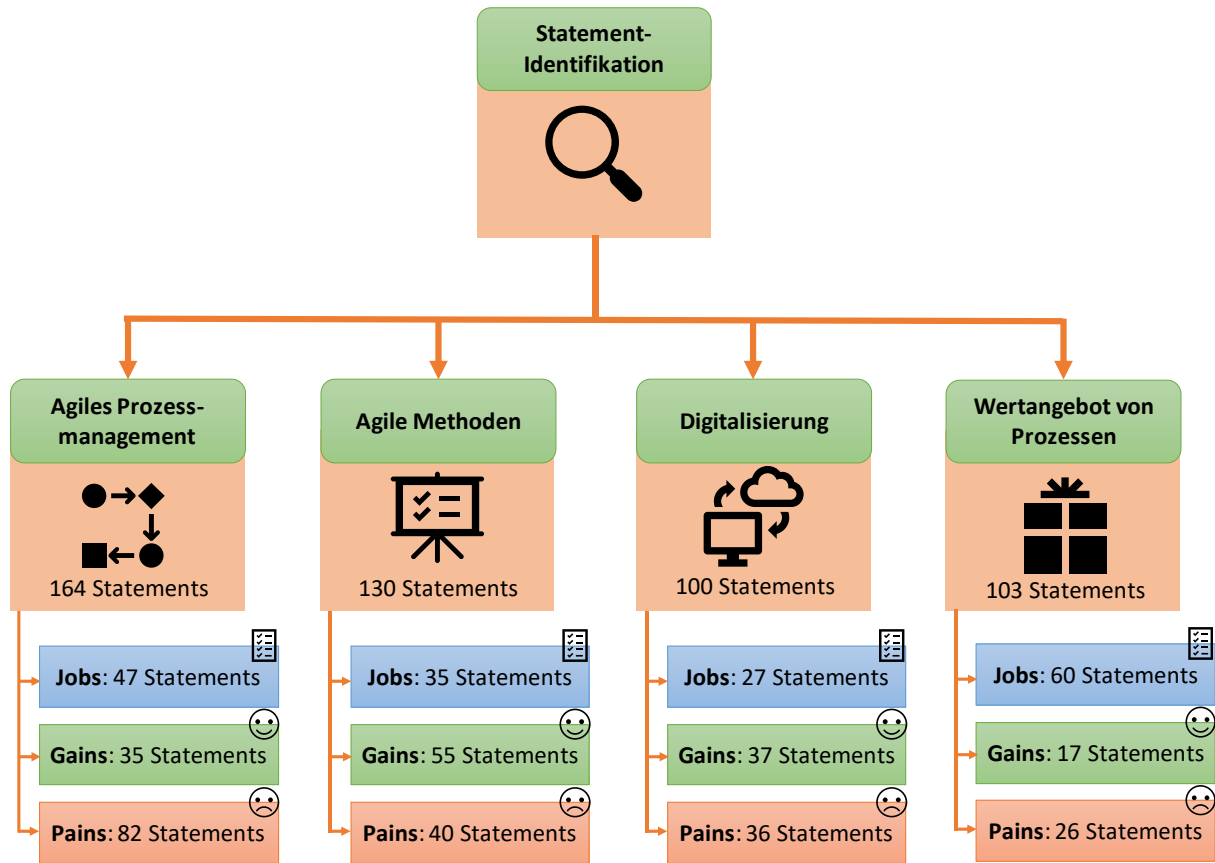 Statement-
Identifikation
Agiles Prozess-
management
164 Statements
Jobs: 47 Statements
Gains: 35 Statements
Pains: 82 Statements
Agile Methoden
130 Statements
Jobs: 35 Statements
Gains: 55 Statements
Pains: 40 Statements
Digitalisierung
100 Statements
Jobs: 27 Statements
Gains: 37 Statements
Pains: 36 Statements
Wertangebot von
Prozessen
103 Statements
Jobs: 60 Statements
Gains: 17 Statements
Pains: 26 Statements